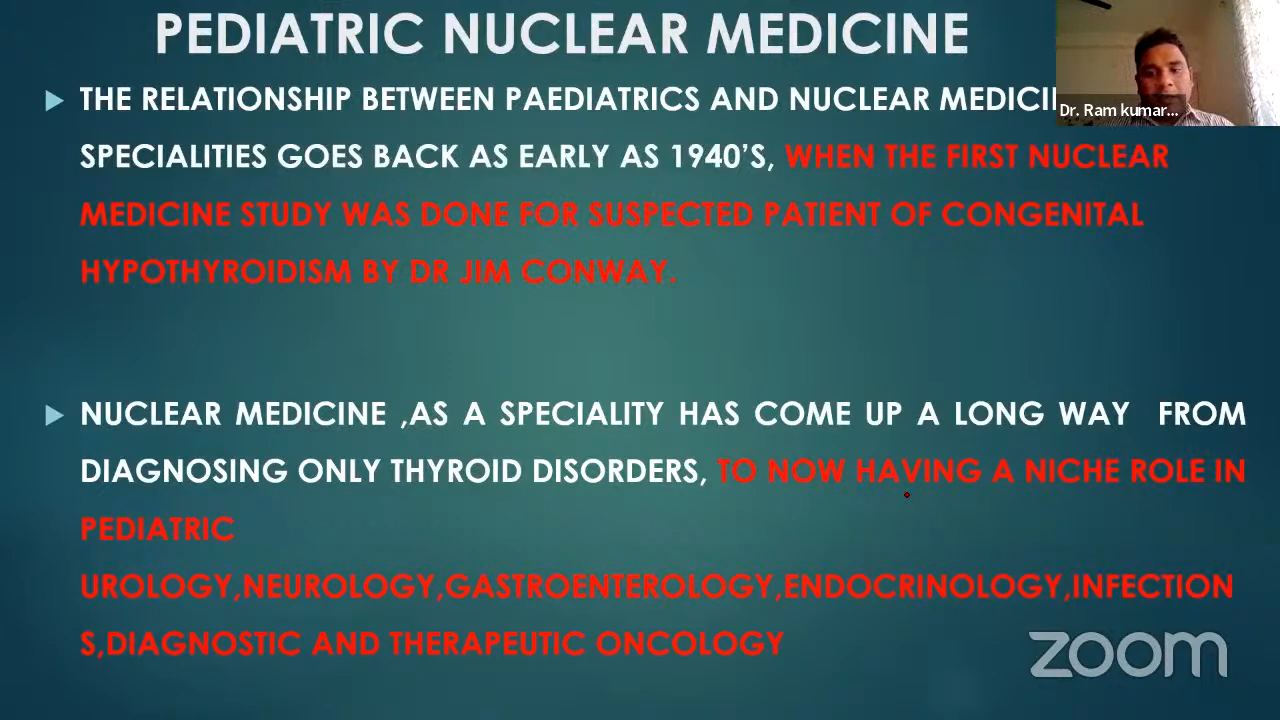 PEDIATRIC NUCLEAR MEDICINE
THE RELATIONSHIP BETWEEN PAEDIATRICS AND NUCLEAR
SPECIALITIES GOES BACK AS EARLY AS 1940’S, WHEN THE FIRST NUCLEAR
MEDICINE STUDY WAS DONE FOR SUSPECTED PATIENT OF CONGENITAL
HYPOTHYROIDISM BY DR JIM CONWAY.
NUCLEAR MEDICINE ,AS A SPECIALITY HAS COME UP A LONG WAY FROM
DIAGNOSING ONLY THYROID DISORDERS, TO NOW HAVING A NICHE ROLE IN
PEDIATRIC
UROLOGY,NEUROLOGY,GASTROENTEROLOGY,ENDOCRINOLOGY,INFECTION
S,DIAGNOSTIC AND THERAPEUTIC ONCOLOGY
Dr. Ram kumar...
zoom